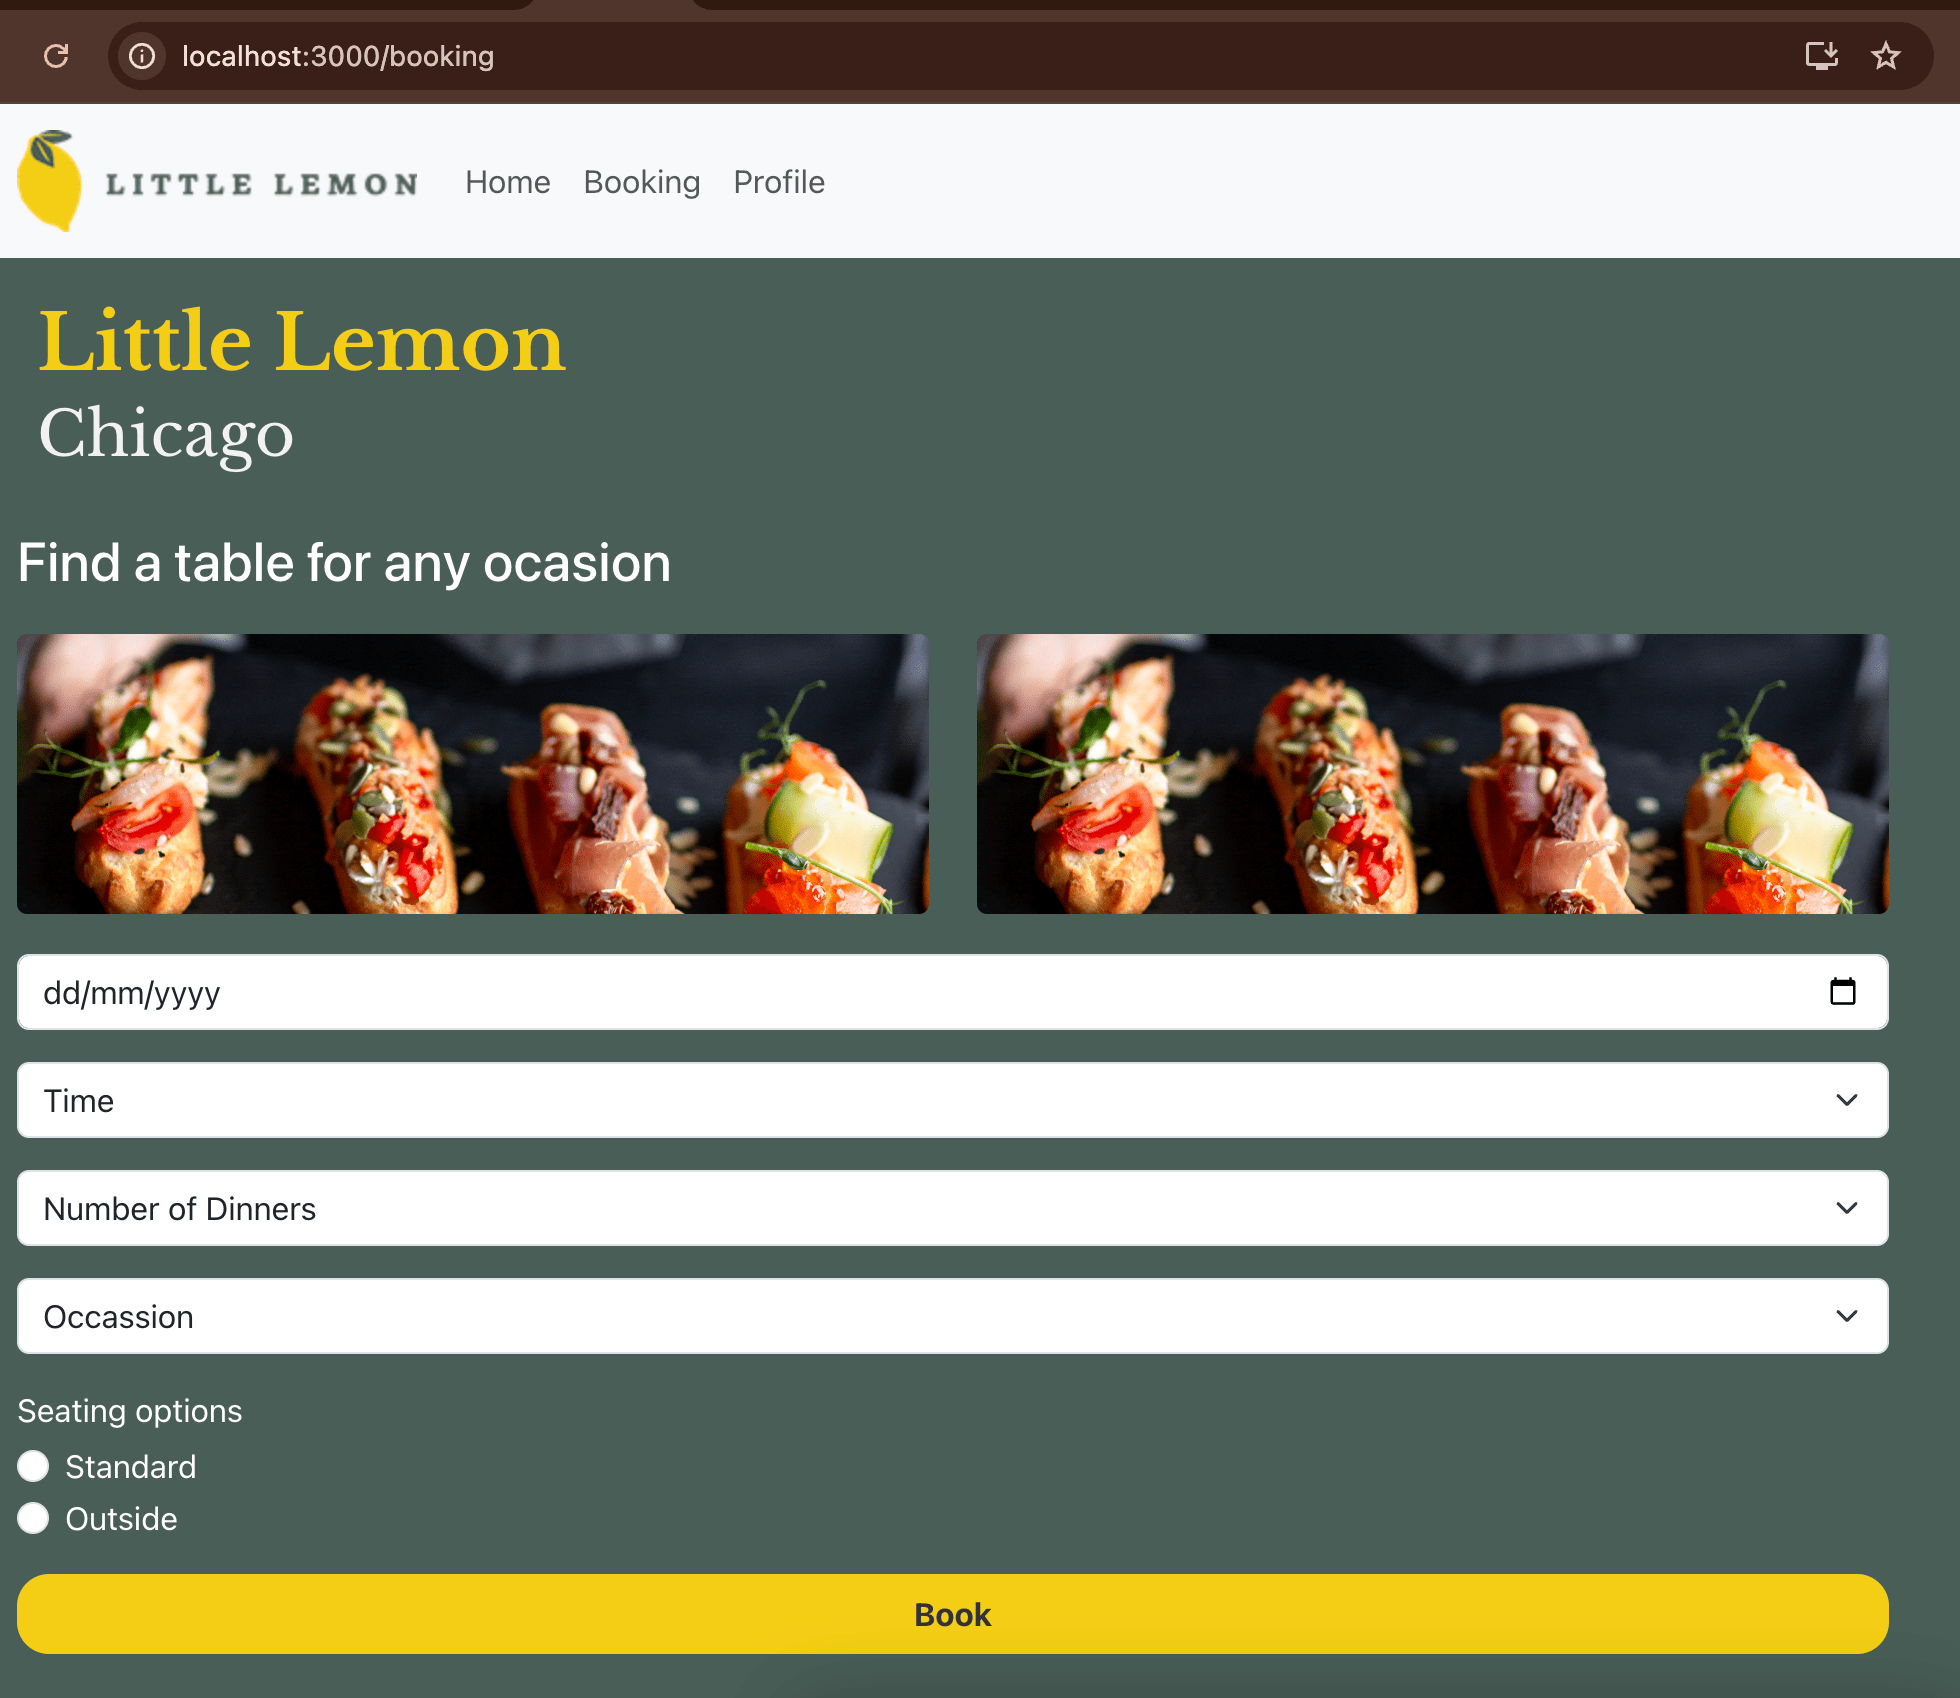 localhost:3000/booking
LITTLE LEMON Home Booking Profile
Little Lemon
Chicago
Find a table for any ocasion
dd/mm/yyyy
Time
Number of Dinners
Occassion
Seating options
Standard
Outside
Book